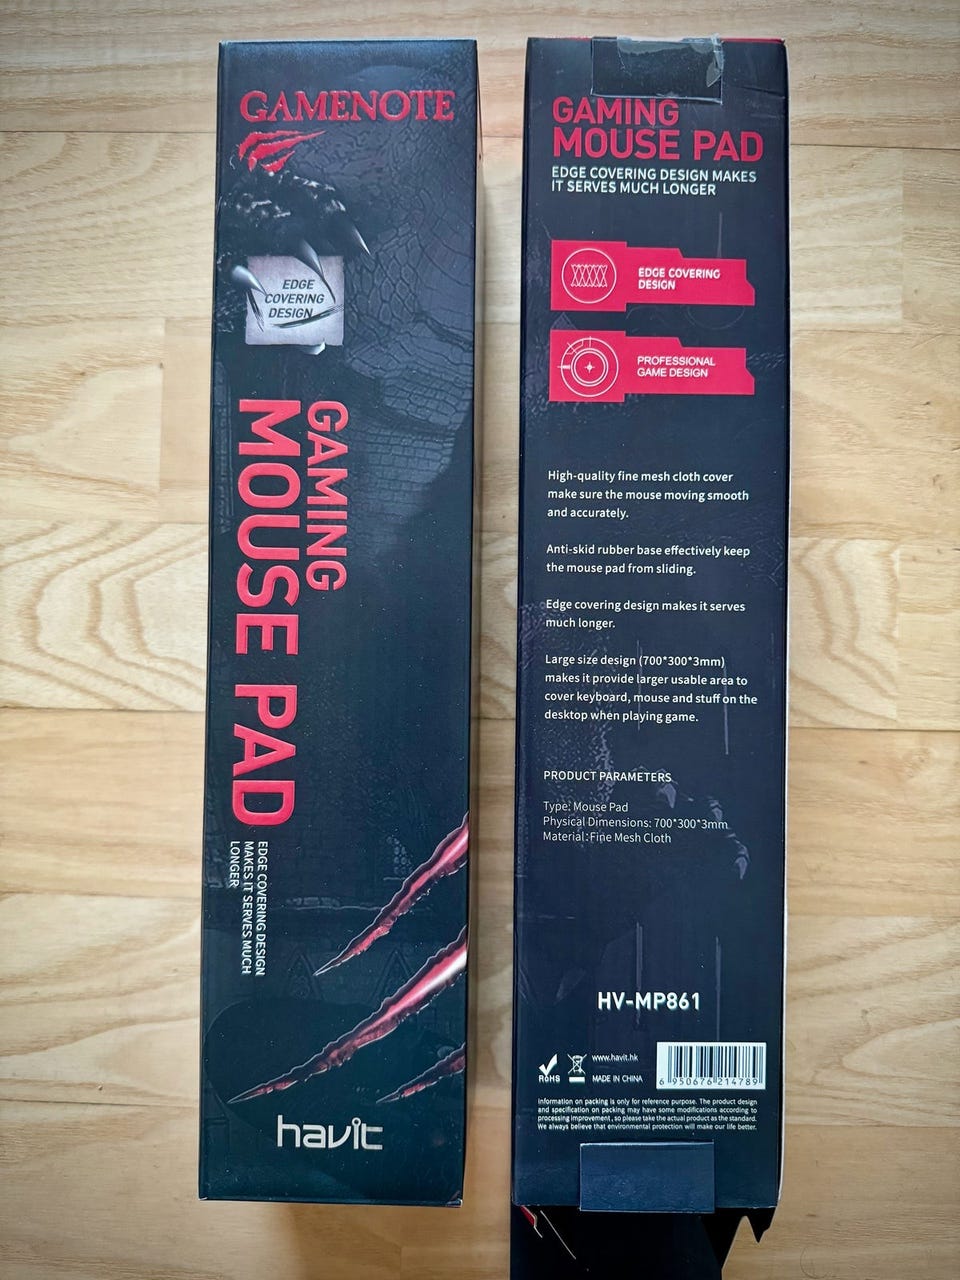 GAMENOTE
EDGE
COVERING
DESIGN
GAMING
MOUSE PAD
EDGE COVERING DESIGN
MAKES IT SERVES MUCH
LONGER
havit
GAMING
MOUSE PAD
EDGE COVERING DESIGN MAKES
IT SERVES MUCH LONGER
EDGE COVERING
DESIGN
PROFESSIONAL
GAME DESIGN
High-quality fine mesh cloth cover
make sure the mouse moving smooth
and accurately.
Anti-skid rubber base effectively keep
the mouse pad from sliding.
Edge covering design makes it serves
much longer.
Large size design (700*300*3mm)
makes it provide larger usable area to
cover keyboard, mouse and stuff on the
desktop when playing game.
PRODUCT PARAMETERS
Type: Mouse Pad
Physical Dimensions: 700*300*3mm
Material:Fine Mesh Cloth
HV-MP861
RoHS
www.havit.hk
MADE IN CHINA
6 950676 214789
Information on packing is only for reference purpose. The product design
and specification on packing may have some modifications according to
processing improvement, so please take the actual product as the standard.
We always believe that environmental protection will make our life better.